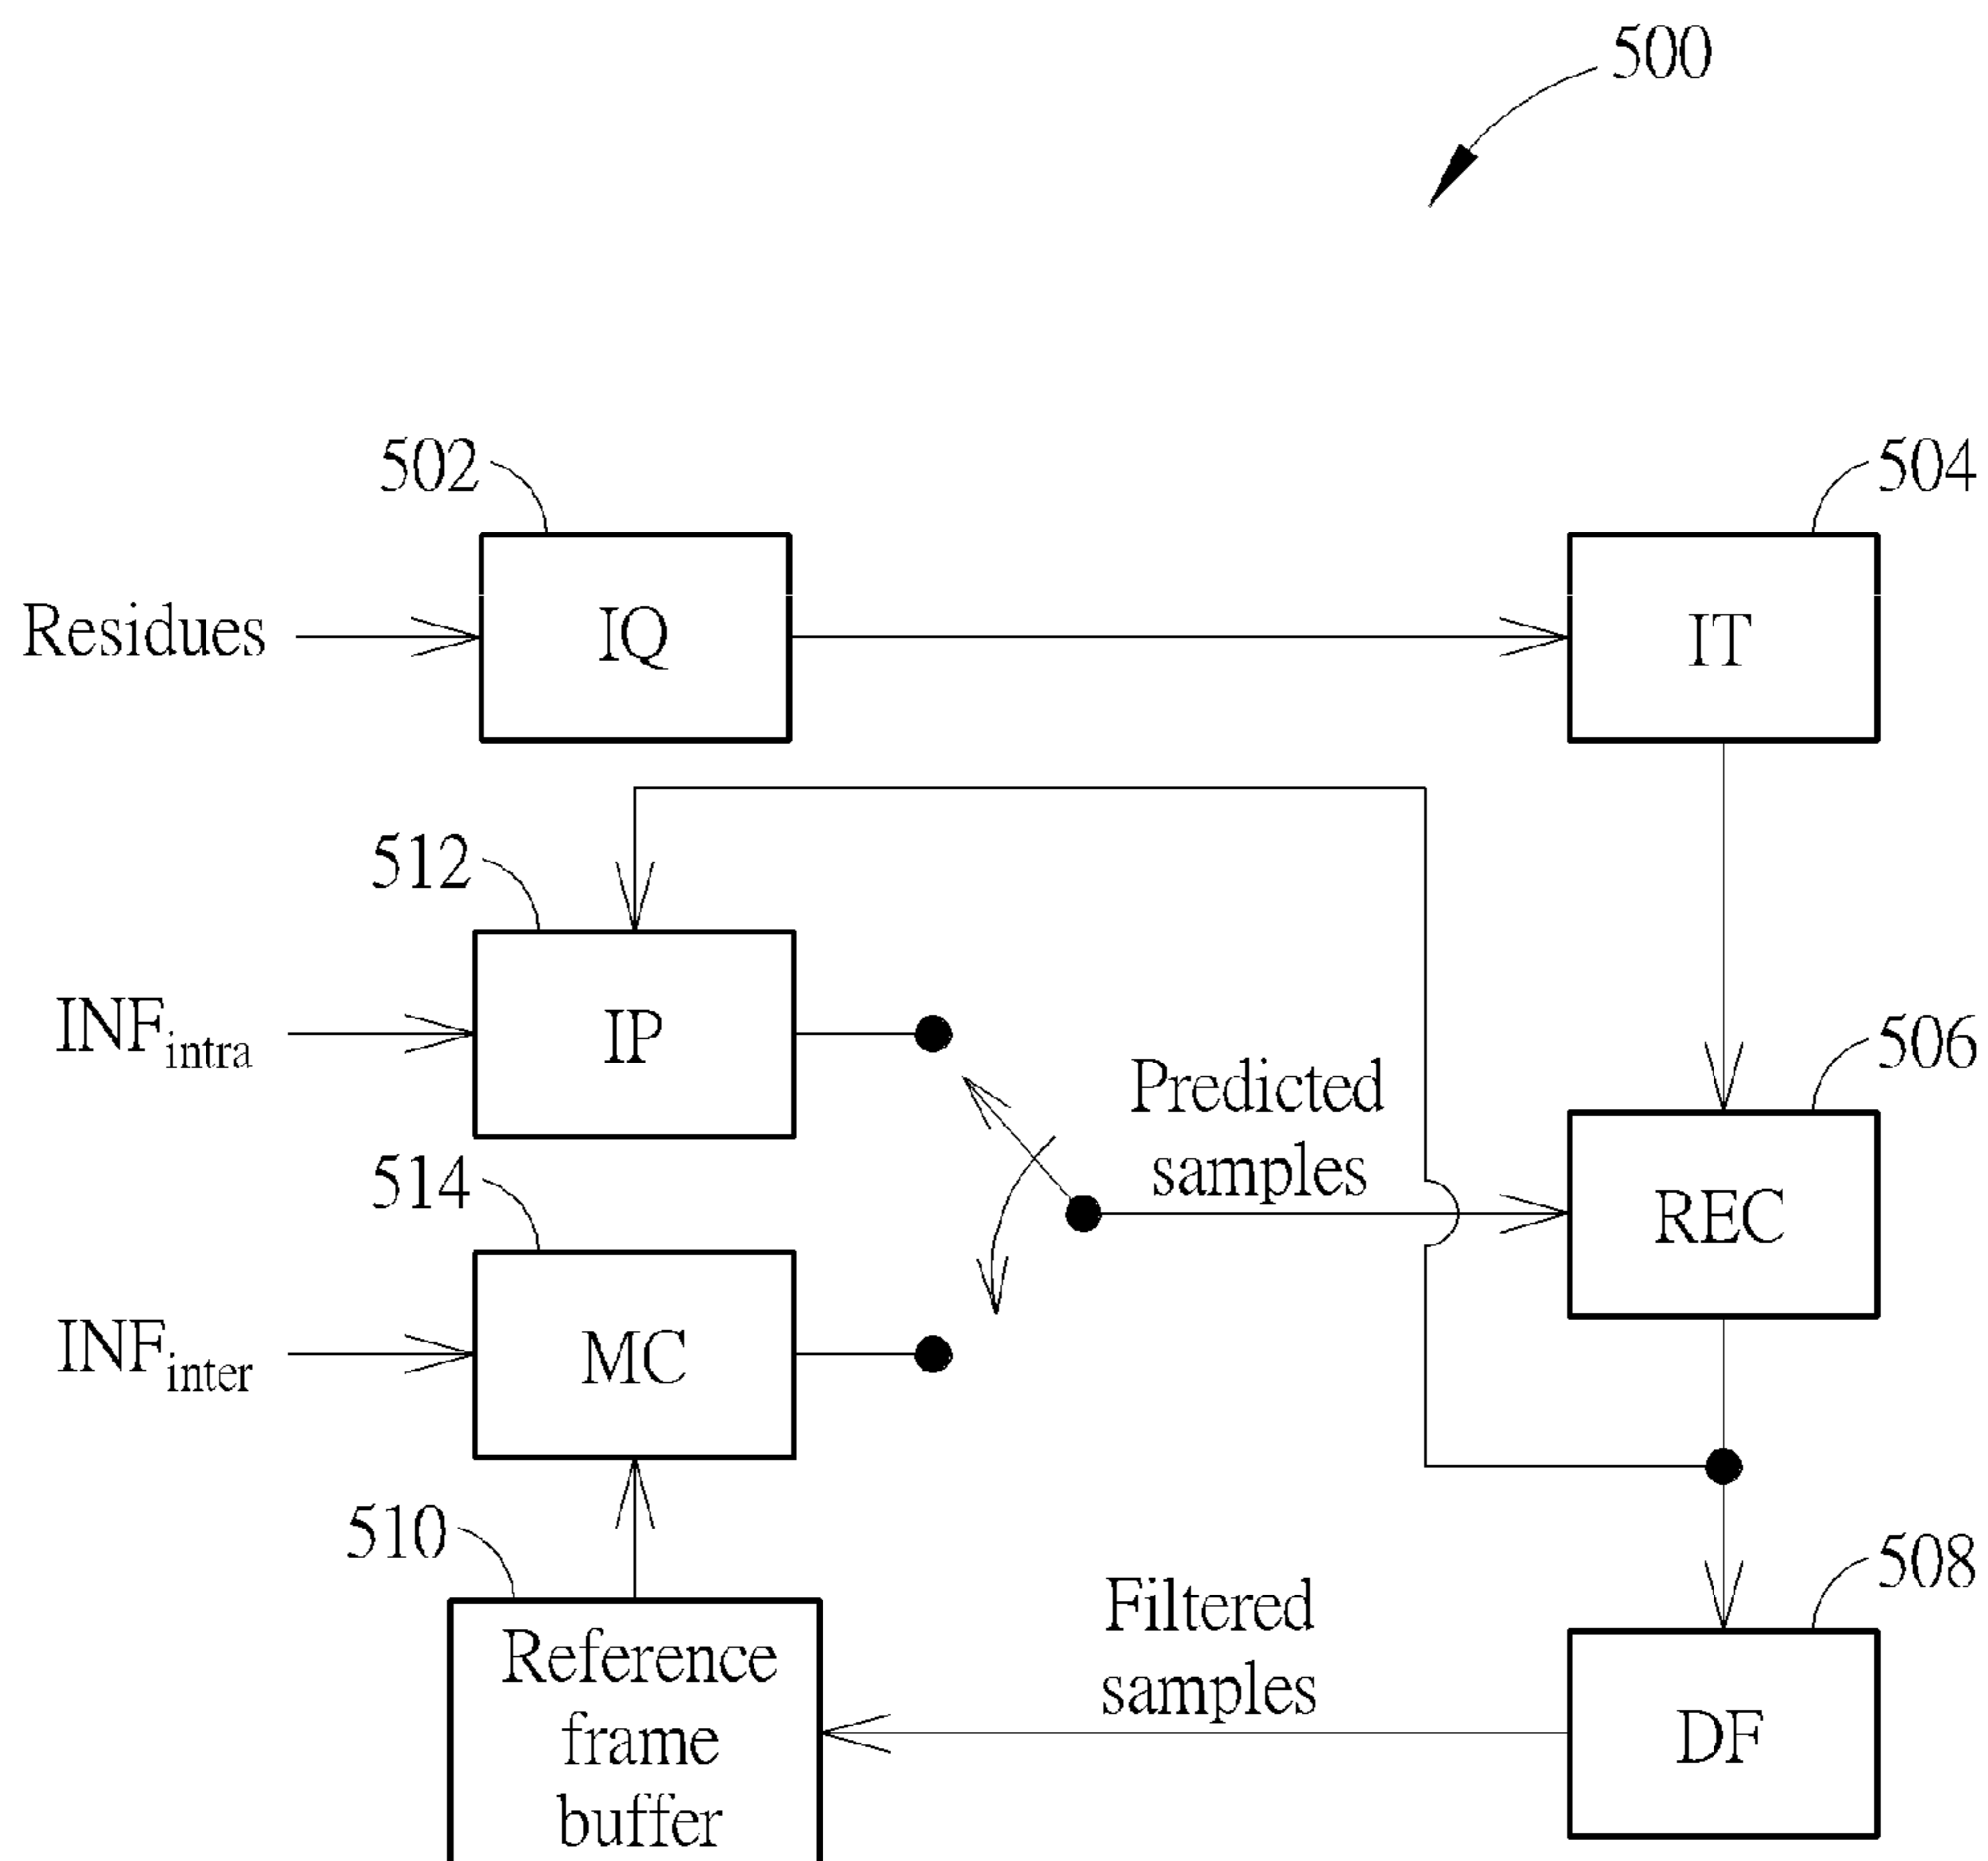 500
502
504
Residues
IQ
IT
512
INFintra
IP
506
Predicted
samples
514
REC
INFinter
MC
510
508
Reference
frame
buffer
Filtered
samples
DF